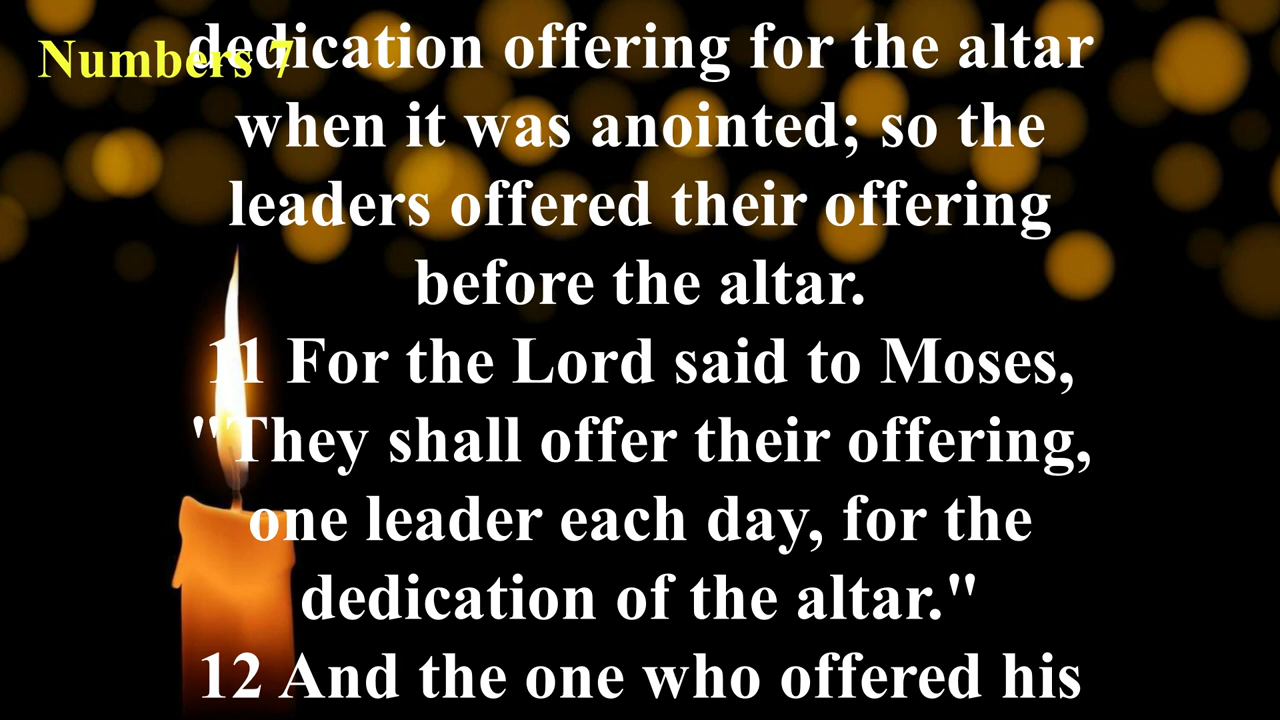 Numbers 7
dedication offering for the altar
when it was anointed; so the
leaders offered their offering
before the altar.
11 For the Lord said to Moses,
"They shall offer their offering,
one leader each day, for the
dedication of the altar."
12 And the one who offered his